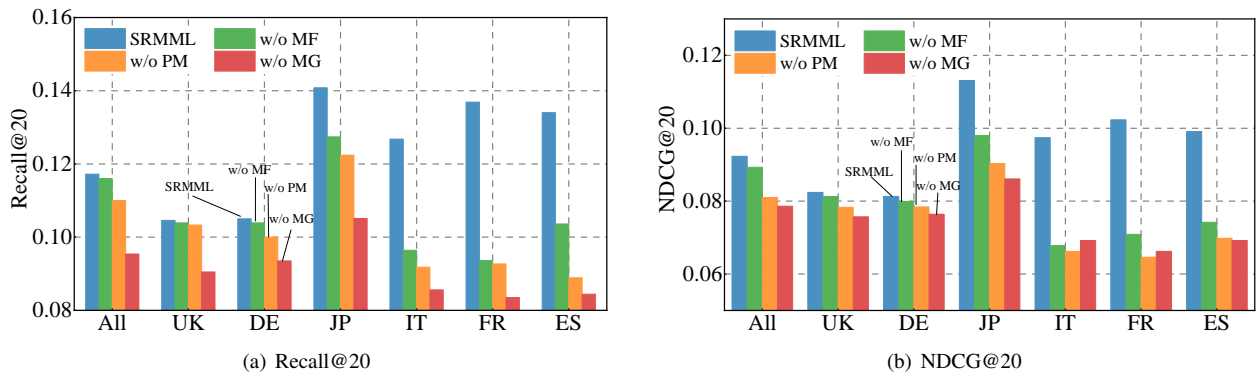 0.16
0.14
0.12
0.10
0.08
Recall@20
SRMML
w/o MF
w/o PM
w/o MG
w/o MF
SRMML
w/o PM
w/o MG
All
UK
DE
JP
IT
FR
ES
(a) Recall@20
0.12
0.10
0.08
0.06
NDCG@20
SRMML
w/o MF
w/o PM
w/o MG
w/o MF
w/o PM
SRMML
w/o MG
All
UK
DE
JP
IT
FR
ES
(b) NDCG@20